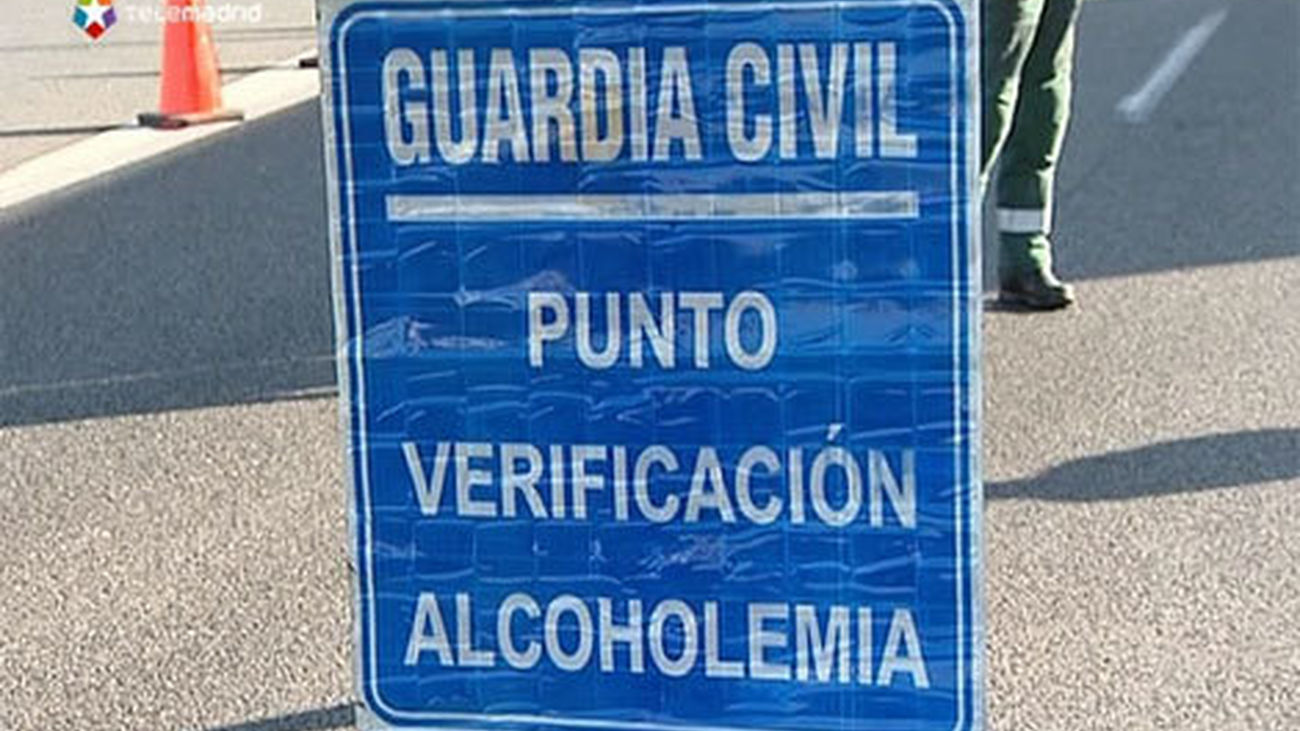 telemadrid
GUARDIA CIVIL
PUNTO
VERIFICACIÓN
ALCOHOLEMIA